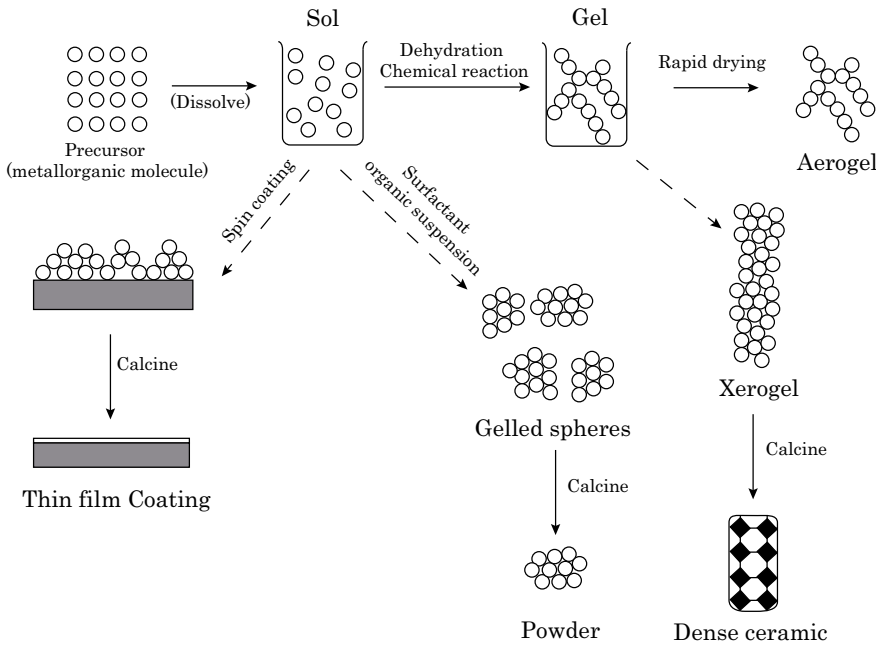 Sol
Gel
Dehydration
Chemical reaction
Rapid drying
(Dissolve)
Precursor
(metallorganic molecule)
Aerogel
Spin coating
Surfactant
organic suspension
Calcine
Xerogel
Gelled spheres
Calcine
Calcine
Thin film Coating
Powder
Dense ceramic